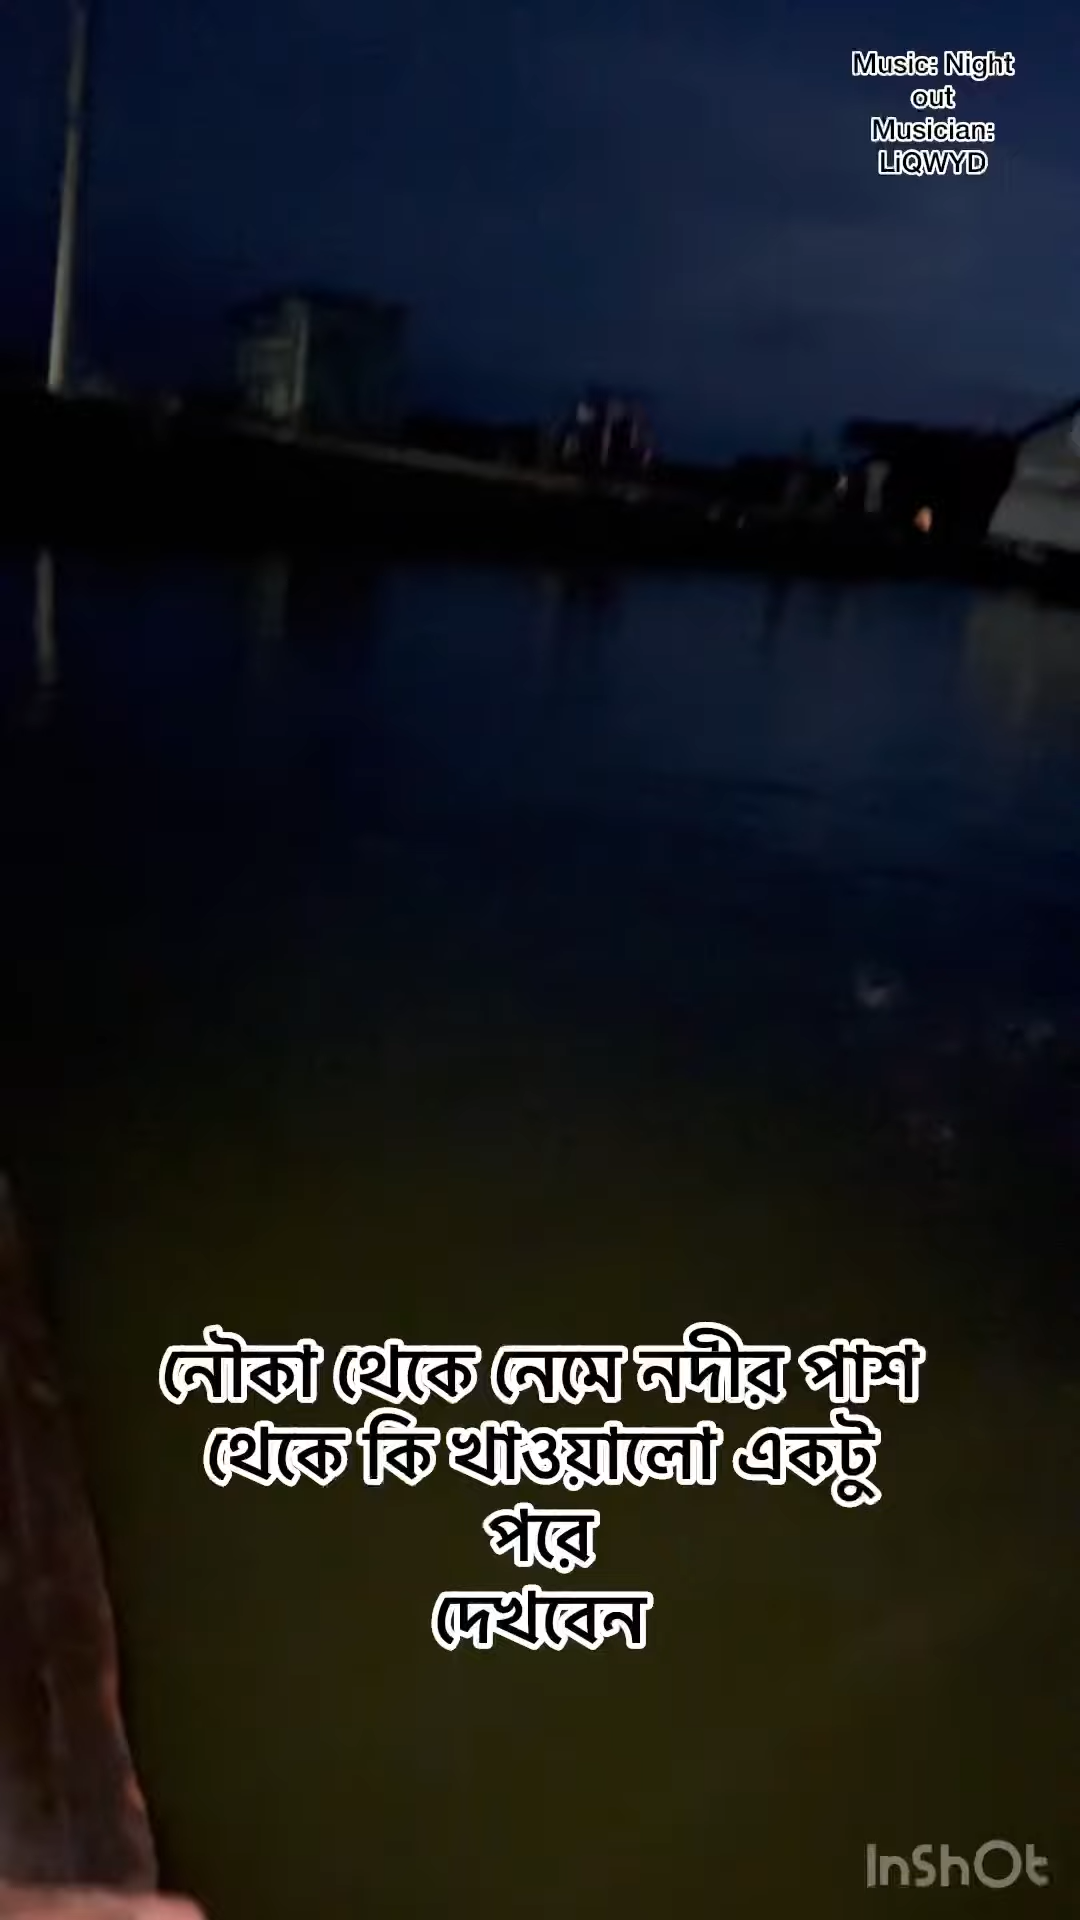 Music: Night
out
Musician:
LiQWYD
নৌকা থেকে নেমে নদীর পাশ
থেকে কি খাওয়ালো একটু
পরে
দেখবেন
InShOt